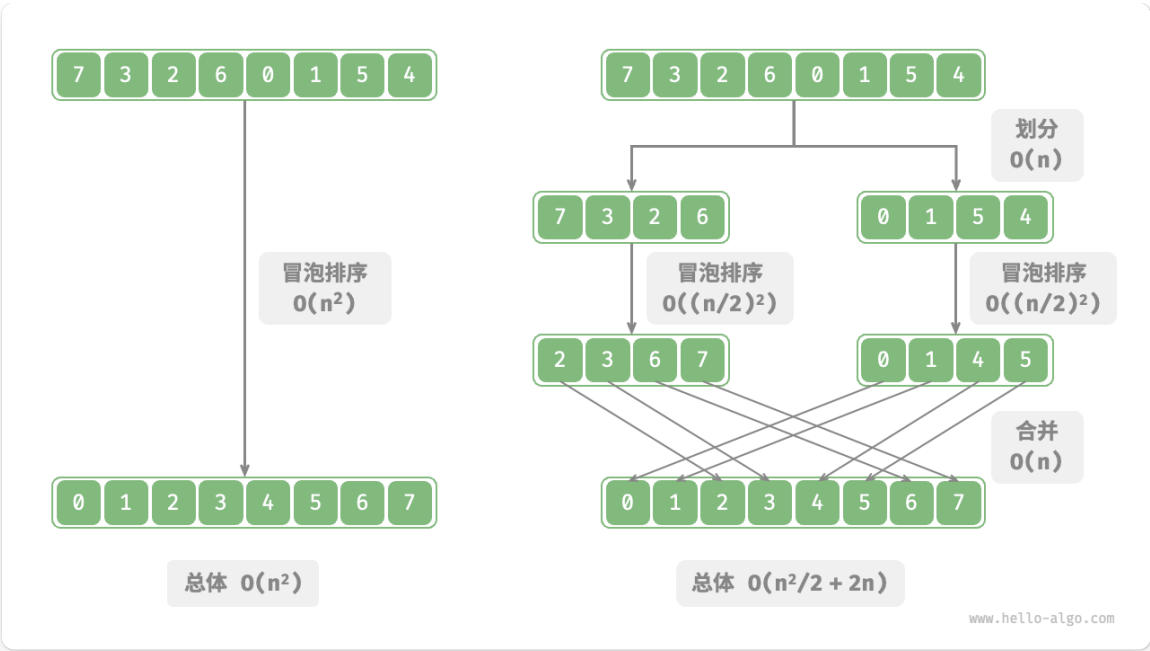 7 3 2 6 0 1 5 4
冒泡排序
O(n²)
0 1 2 3 4 5 6 7
总体 O(n²)
7 3 2 6 0 1 5 4
划分
O(n)
7 3 2 6
0 1 5 4
冒泡排序
O((n/2)²)
冒泡排序
O((n/2)²)
2 3 6 7
0 1 4 5
合并
O(n)
0 1 2 3 4 5 6 7
总体 O(n²/2 + 2n)
www.hello-algo.com